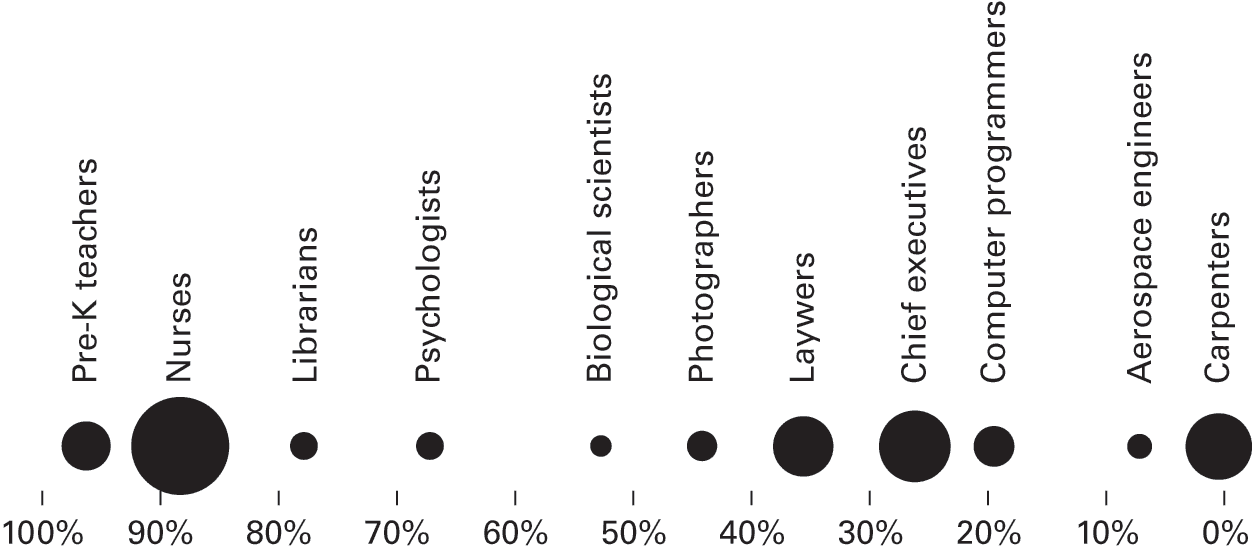 Pre-K teachers
Nurses
Librarians
Psychologists
Biological scientists
Photographers
Laywers
Chief executives
Computer programmers
Aerospace engineers
Carpenters
100% 90% 80% 70% 60% 50% 40% 30% 20% 10% 0%